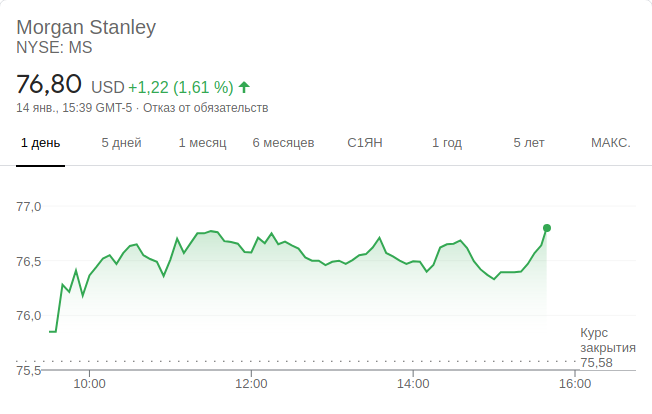 Morgan Stanley
NYSE: MS
76,80 USD +1,22 (1,61 %)
14 янв., 15:39 GMT-5 · Отказ от обязательств
1 день 5 дней 1 месяц 6 месяцев С1ЯН 1 год 5 лет МАКС.
77,0
76,5
76,0
Курс
закрытия
75,58
75,5
10:00 12:00 14:00 16:00